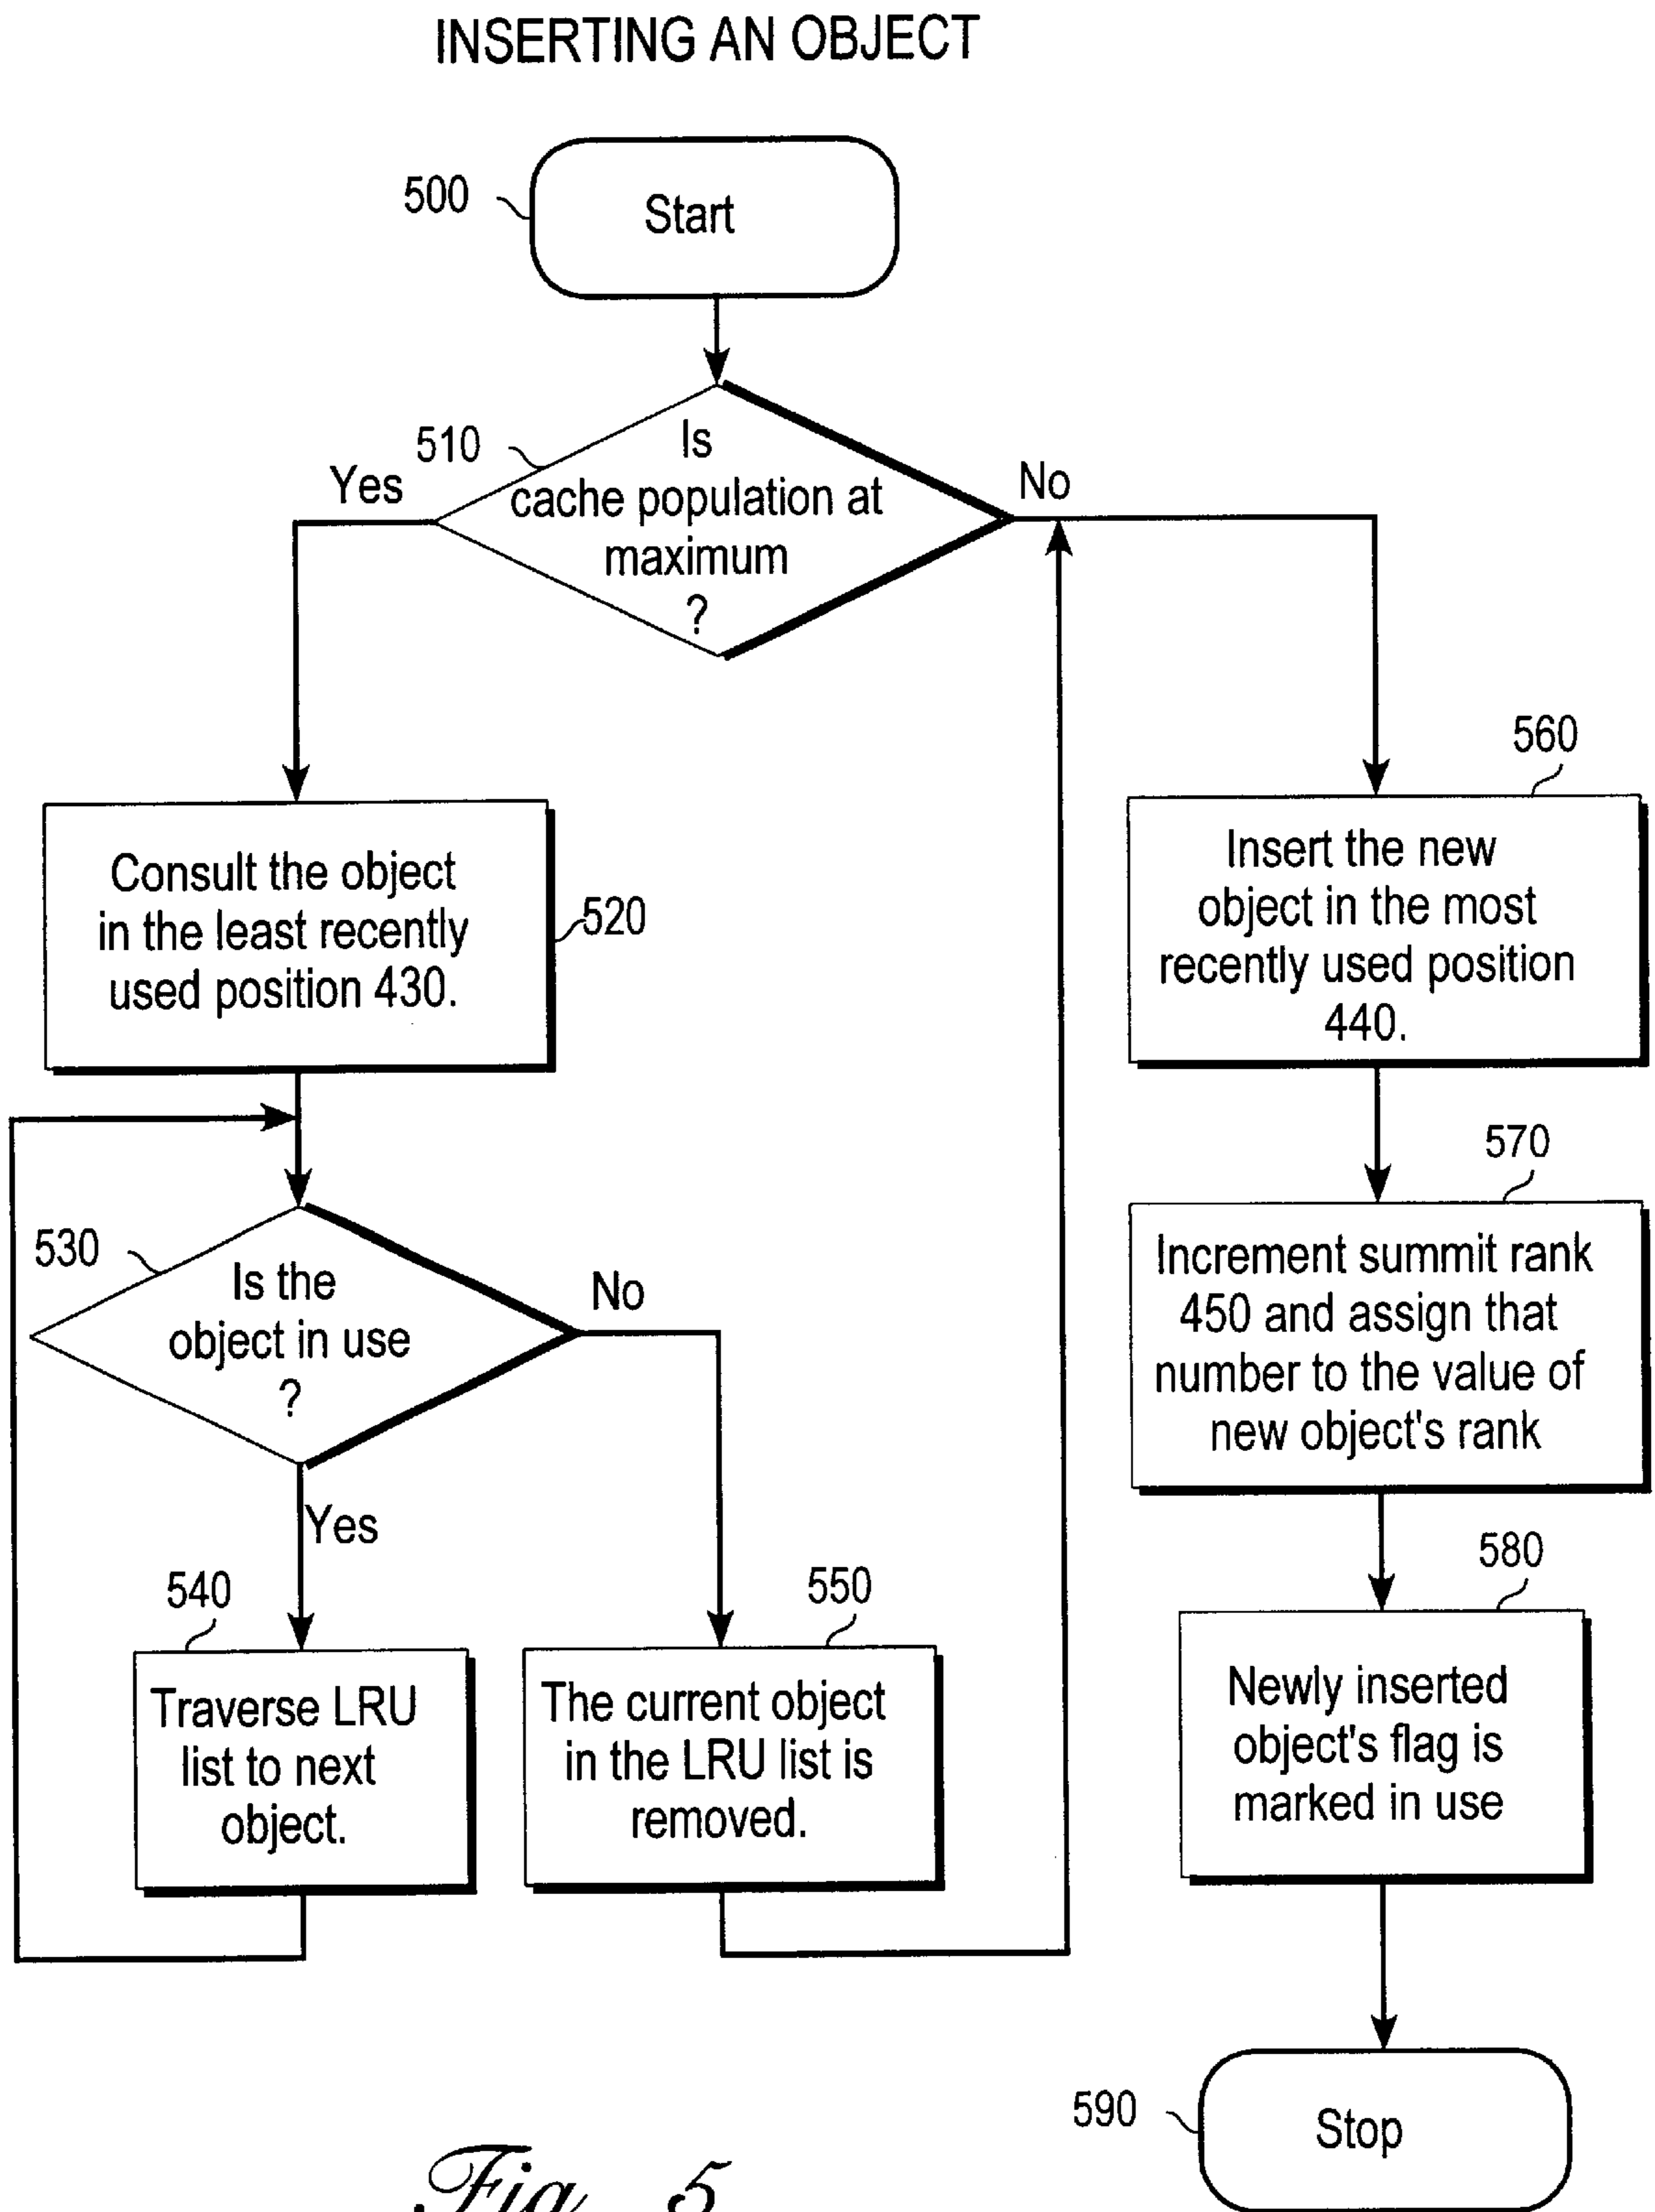 INSERTING AN OBJECT
500
Start
510
Is
cache population at
maximum
?
Yes
No
Consult the object
in the least recently
used position 430.
520
530
Is the
object in use
?
No
Yes
540
Traverse LRU
list to next
object.
550
The current object
in the LRU list is
removed.
560
Insert the new
object in the most
recently used position
440.
570
Increment summit rank
450 and assign that
number to the value of
new object's rank
580
Newly inserted
object's flag is
marked in use
590
Stop
Fig. 5